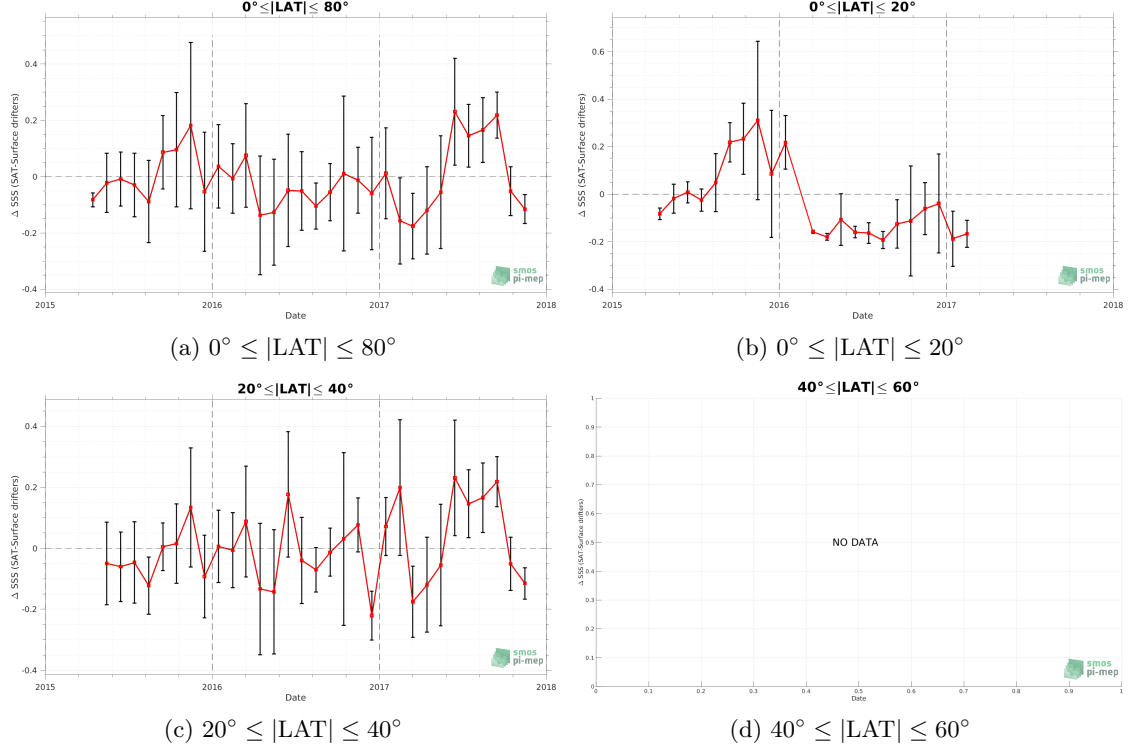 0°≤|LAT|≤ 80°
Δ SSS (SAT-Surface drifters)
0.4
0.2
0
-0.2
-0.4
2015 2016 2017 2018
Date
smos
pi-mep
(a) 0° ≤ |LAT| ≤ 80°
0°≤|LAT|≤ 20°
Δ SSS (SAT-Surface drifters)
0.6
0.4
0.2
0
-0.2
-0.4
2015 2016 2017 2018
Date
smos
pi-mep
(b) 0° ≤ |LAT| ≤ 20°
20°≤|LAT|≤ 40°
Δ SSS (SAT-Surface drifters)
0.4
0.2
0
-0.2
-0.4
2015 2016 2017 2018
Date
smos
pi-mep
(c) 20° ≤ |LAT| ≤ 40°
40°≤|LAT|≤ 60°
Δ SSS (SAT-Surface drifters)
1
0.9
0.8
0.7
0.6
0.5
0.4
0.3
0.2
0.1
0
NO DATA
0 0.1 0.2 0.3 0.4 0.5 0.6 0.7 0.8 0.9 1
Date
smos
pi-mep
(d) 40° ≤ |LAT| ≤ 60°